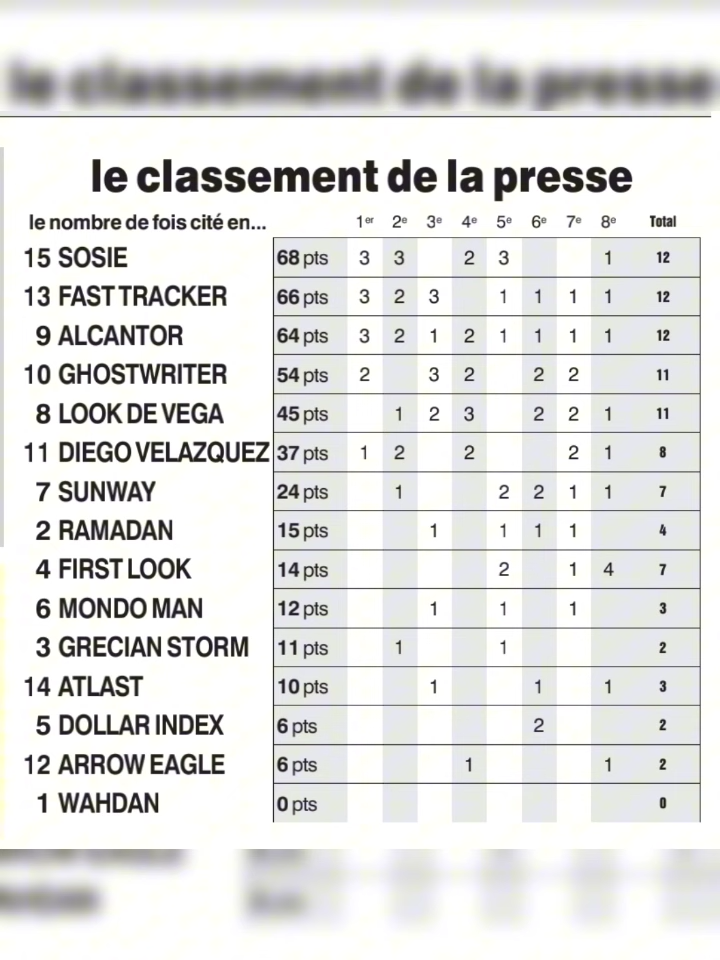 le classement de la presse
le classement de la presse
le nombre de fois cité en... 1er 2e 3e 4e 5e 6e 7e 8e Total
15 SOSIE 68 pts 3 3 2 3 1 12
13 FAST TRACKER 66 pts 3 2 3 1 1 1 1 12
9 ALCANTOR 64 pts 3 2 1 2 1 1 1 1 12
10 GHOSTWRITER 54 pts 2 3 2 2 2 11
8 LOOK DE VEGA 45 pts 1 2 3 2 2 1 11
11 DIEGO VELAZQUEZ 37 pts 1 2 2 2 1 8
7 SUNWAY 24 pts 1 2 2 1 1 7
2 RAMADAN 15 pts 1 1 1 1 4
4 FIRST LOOK 14 pts 2 1 4 7
6 MONDO MAN 12 pts 1 1 1 3
3 GRECIAN STORM 11 pts 1 1 2
14 ATLAST 10 pts 1 1 1 3
5 DOLLAR INDEX 6 pts 2 2
12 ARROW EAGLE 6 pts 1 1 2
1 WAHDAN 0 pts 0